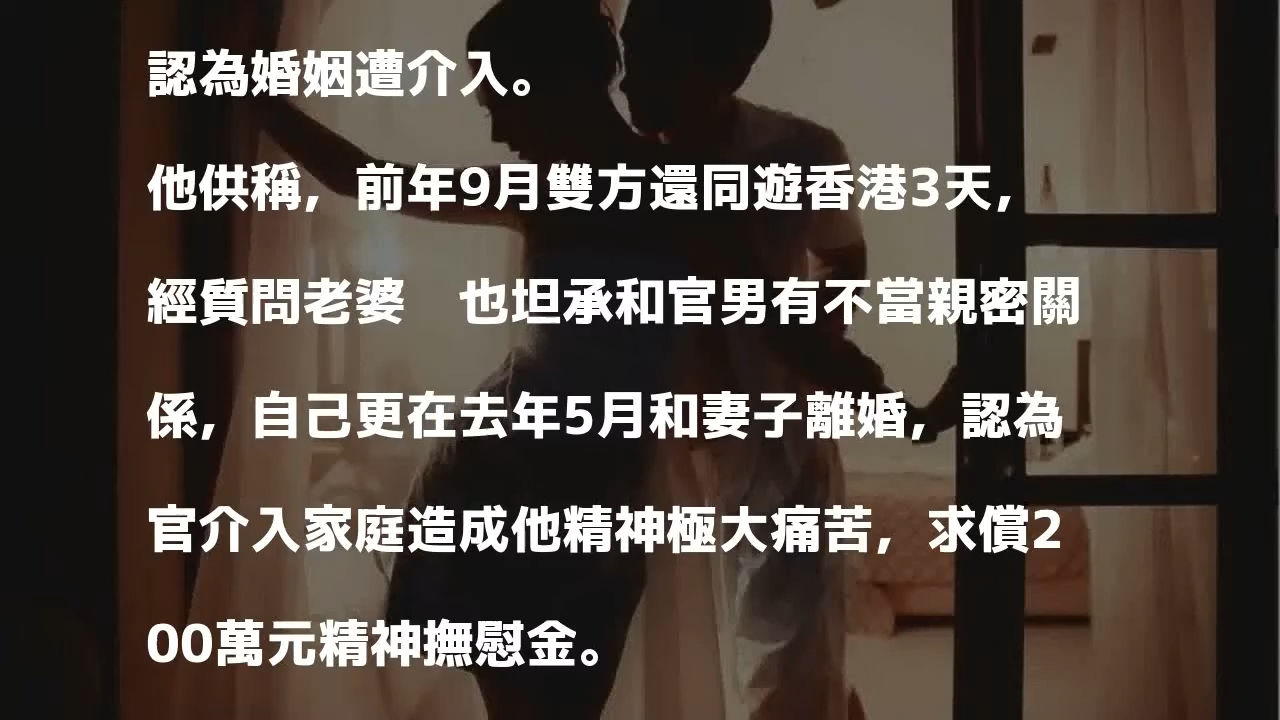 認為婚姻遭介入。
他供稱，前年9月雙方還同遊香港3天，
經質問老婆　也坦承和官男有不當親密關
係，自己更在去年5月和妻子離婚，認為
官介入家庭造成他精神極大痛苦，求償2
00萬元精神撫慰金。